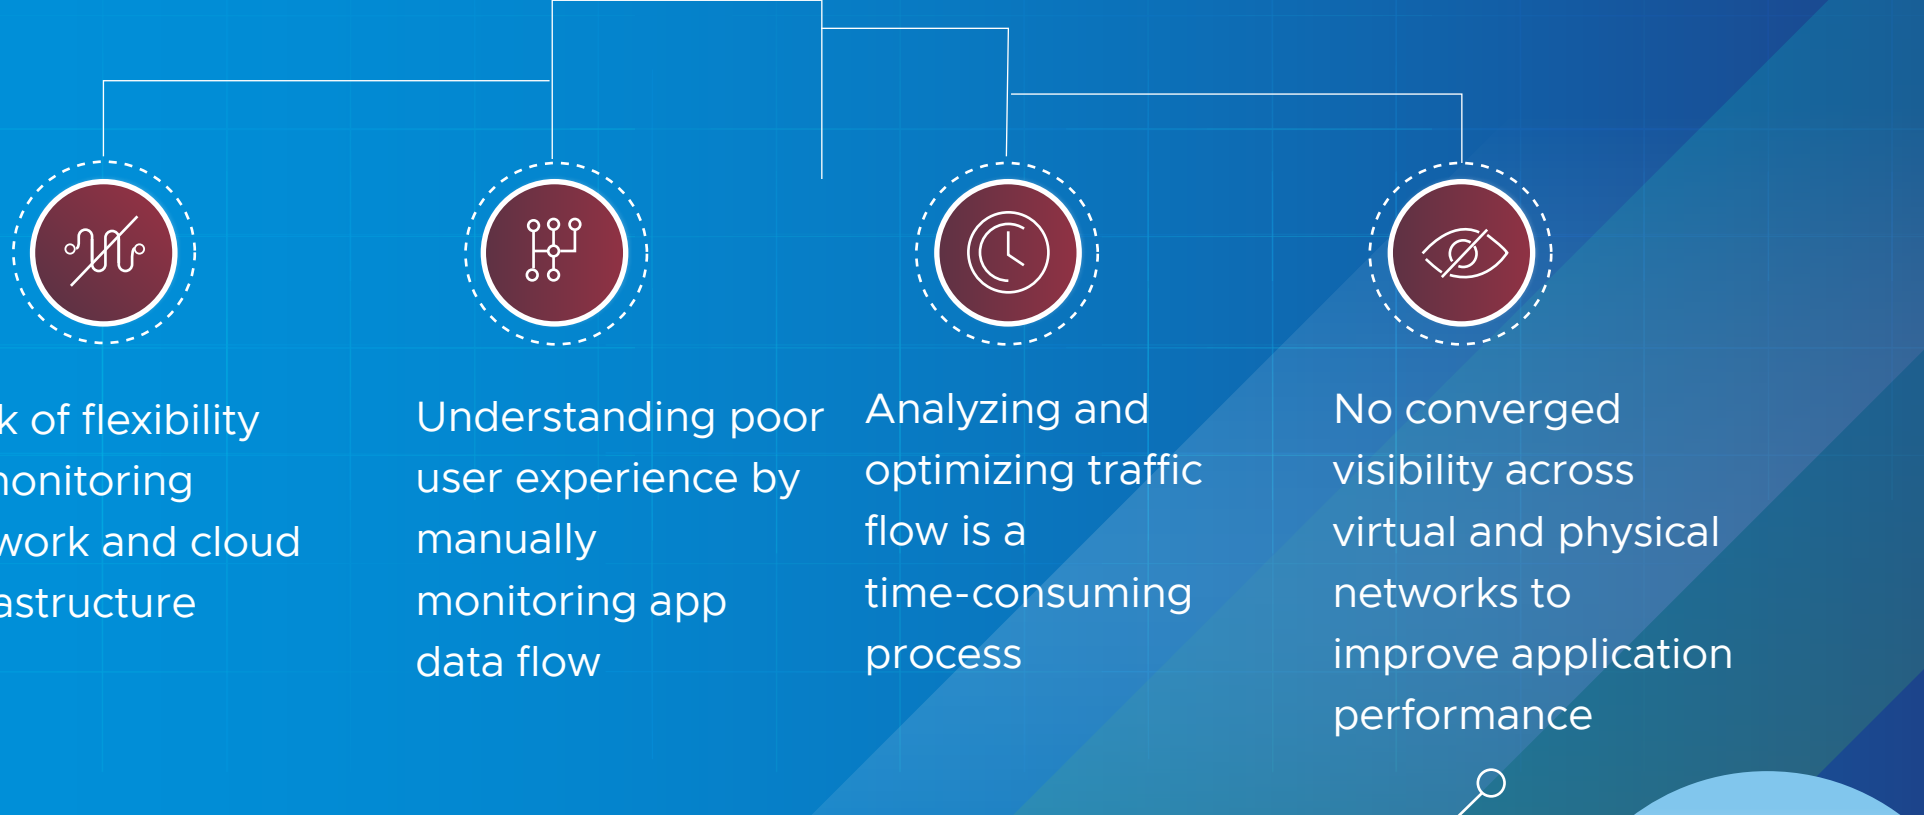 k of flexibility
onitoring
work and cloud
astructure
Understanding poor
user experience by
manually
monitoring app
data flow
Analyzing and
optimizing traffic
flow is a
time-consuming
process
No converged
visibility across
virtual and physical
networks to
improve application
performance